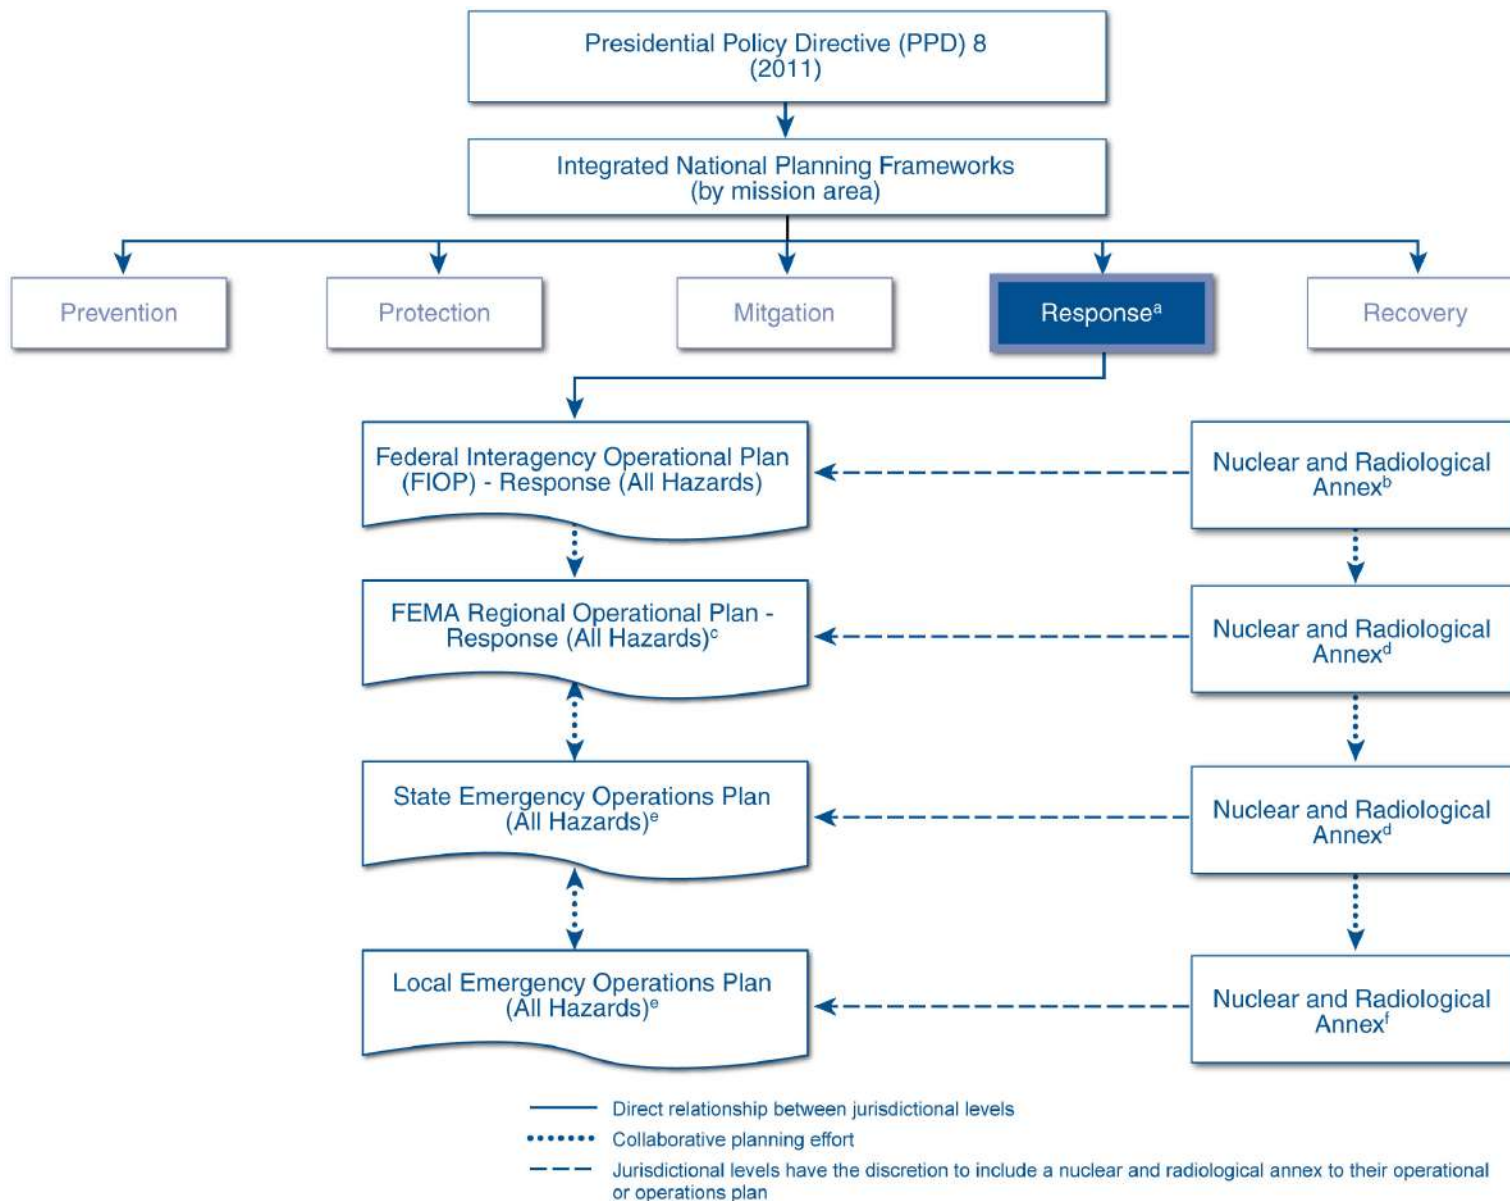 Presidential Policy Directive (PPD) 8
(2011)
Integrated National Planning Frameworks
(by mission area)
Prevention
Protection
Mitgation
Responseᵃ
Recovery
Federal Interagency Operational Plan
(FIOP) - Response (All Hazards)
Nuclear and Radiological
Annexᵇ
FEMA Regional Operational Plan -
Response (All Hazards)ᶜ
Nuclear and Radiological
Annexᵈ
State Emergency Operations Plan
(All Hazards)ᵉ
Nuclear and Radiological
Annexᵈ
Local Emergency Operations Plan
(All Hazards)ᵉ
Nuclear and Radiological
Annexᶠ
Direct relationship between jurisdictional levels
Collaborative planning effort
Jurisdictional levels have the discretion to include a nuclear and radiological annex to their operational
or operations plan